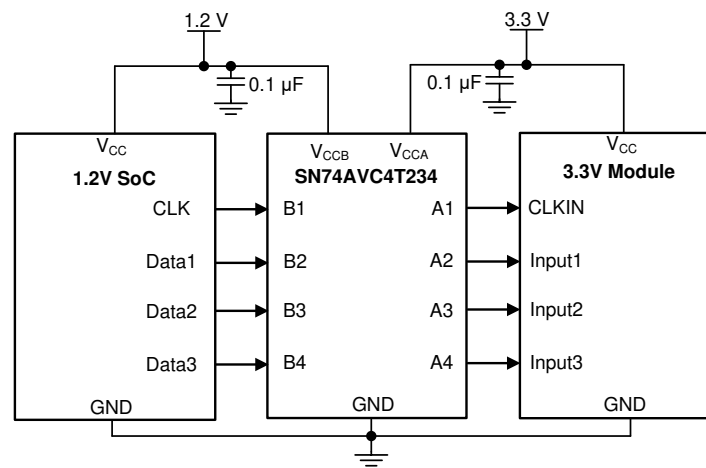 1.2 V
3.3 V
0.1 µF
0.1 µF
VCC
VCCB
VCCA
VCC
1.2V SoC
SN74AVC4T234
3.3V Module
CLK
B1
A1
CLKIN
Data1
B2
A2
Input1
Data2
B3
A3
Input2
Data3
B4
A4
Input3
GND
GND
GND